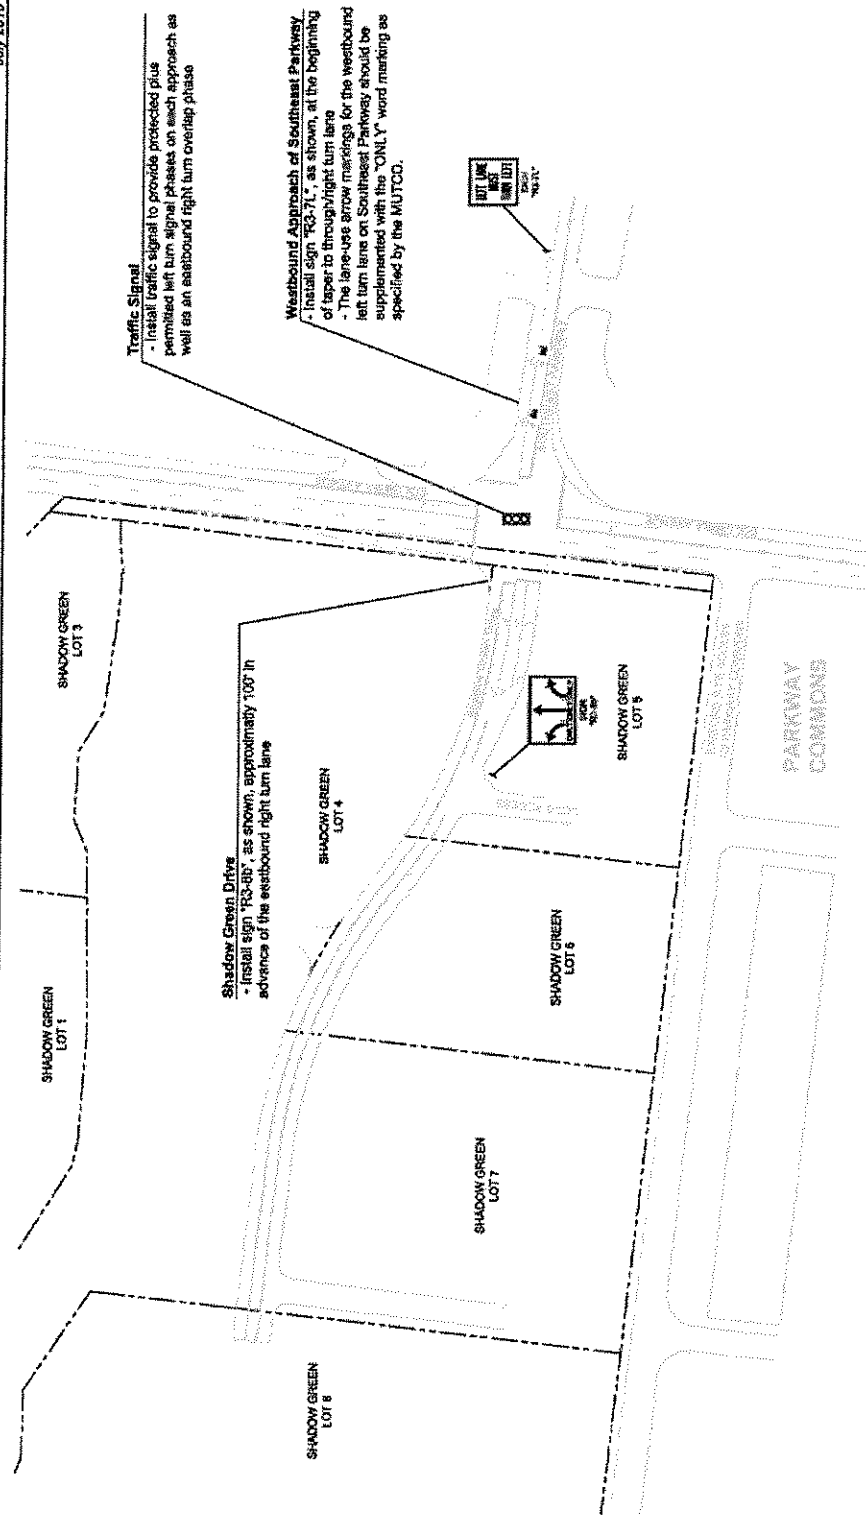 Traffic Signal
- Install traffic signal to provide protected plus
permitted left turn signal phases on each approach as
well as an eastbound right turn overlap phase
Westbound Approach of Southeast Parkway
- Install sign "R3-7L", as shown, at the beginning
of taper to through/right turn lane
- The lane-use arrow markings for the westbound
left turn lane on Southeast Parkway should be
supplemented with the "ONLY" word marking as
specified by the MUTCD.
LEFT LANE
MUST
TURN LEFT
SIGN
"R3-7L"
Shadow Green Drive
- Install sign "R3-8b", as shown, approximatly 100' in
advance of the eastbound right turn lane
SHADOW GREEN
LOT 1
SHADOW GREEN
LOT 3
SHADOW GREEN
LOT 4
SHADOW GREEN
LOT 5
SHADOW GREEN
LOT 6
SHADOW GREEN
LOT 7
SHADOW GREEN
LOT 8
SIGN
"R3-8b"
PARKWAY
COMMONS